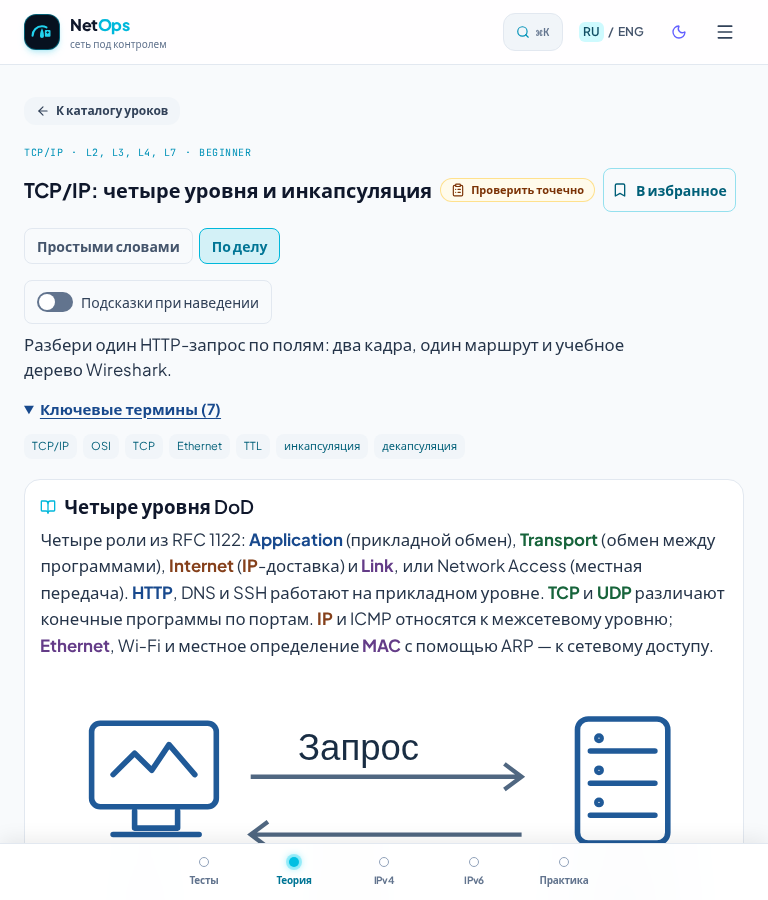 NetOps
сеть под контролем
⌘K
RU / ENG
← К каталогу уроков
TCP/IP · L2, L3, L4, L7 · BEGINNER
TCP/IP: четыре уровня и инкапсуляция
Проверить точечно
В избранное
Простыми словами
По делу
Подсказки при наведении
Разбери один HTTP-запрос по полям: два кадра, один маршрут и учебное
дерево Wireshark.
▼ Ключевые термины (7)
TCP/IP OSI TCP Ethernet TTL инкапсуляция декапсуляция
Четыре уровня DoD
Четыре роли из RFC 1122: Application (прикладной обмен), Transport (обмен между
программами), Internet (IP-доставка) и Link, или Network Access (местная
передача). HTTP, DNS и SSH работают на прикладном уровне. TCP и UDP различают
конечные программы по портам. IP и ICMP относятся к межсетевому уровню;
Ethernet, Wi-Fi и местное определение MAC с помощью ARP — к сетевому доступу.
Запрос
Тесты Теория IPv4 IPv6 Практика